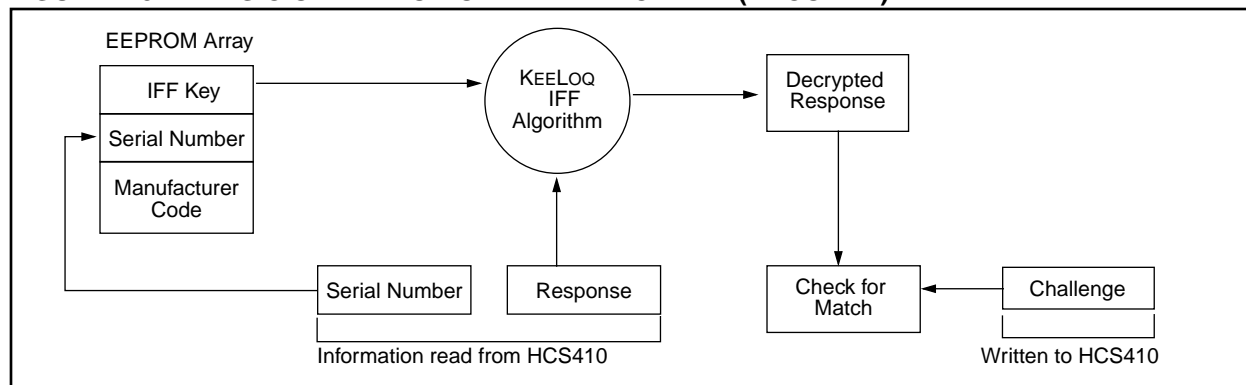 EEPROM Array
IFF Key
Serial Number
Manufacturer
Code
KEELOQ
IFF
Algorithm
Decrypted
Response
Serial Number
Response
Check for
Match
Challenge
Information read from HCS410
Written to HCS410